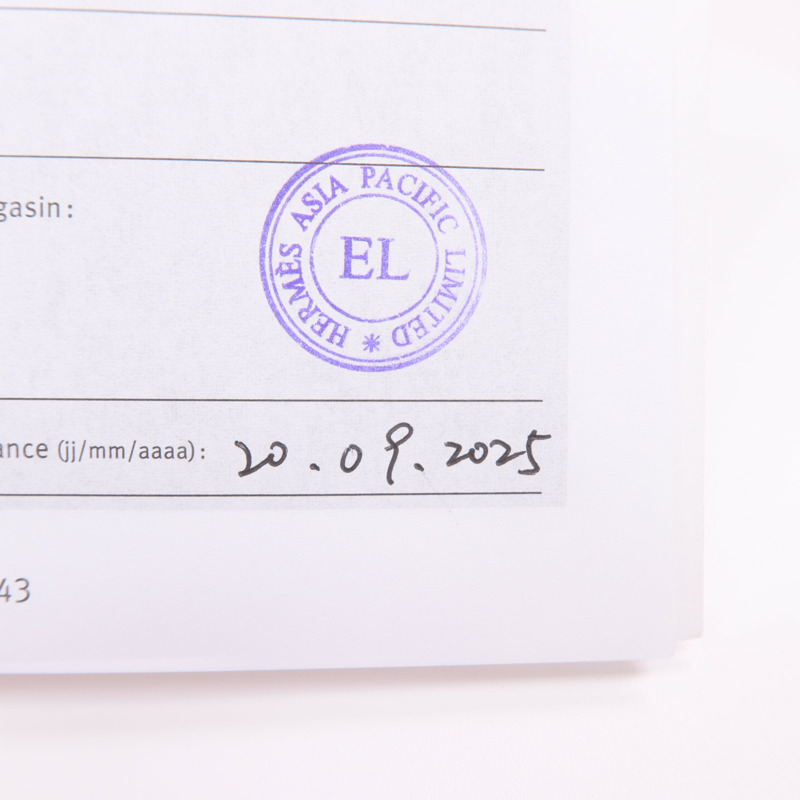 gasin:
HERMÈS ASIA PACIFIC LIMITED *
EL
ance (jj/mm/aaaa): 20.09.2025
43